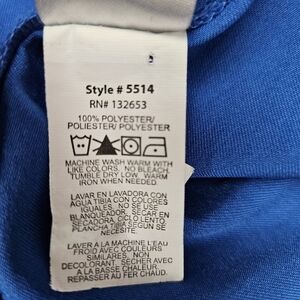 Style # 5514
RN# 132653
100% POLYESTER/
POLIESTER/ POLYESTER
MACHINE WASH WARM WITH
LIKE COLORS. NO BLEACH.
TUMBLE DRY LOW. WARM
IRON WHEN NEEDED.
LAVAR EN LAVADORA CON
AGUA TIBIA CON COLORES
IGUALES. NO SE USE
BLANQUEADOR. SECAR EN
SECADORA, CICLO LENTO
PLANCHA TIBIA SEGUN SE
NECESITE.
LAVER A LA MACHINE L'EAU
FROID AVEC COULEURS
SIMILAIRES. NON
DECOLORANT. SECHER AVEC
A LA BASSE CHALEUR.
REPASSER AU FER CHAUD.